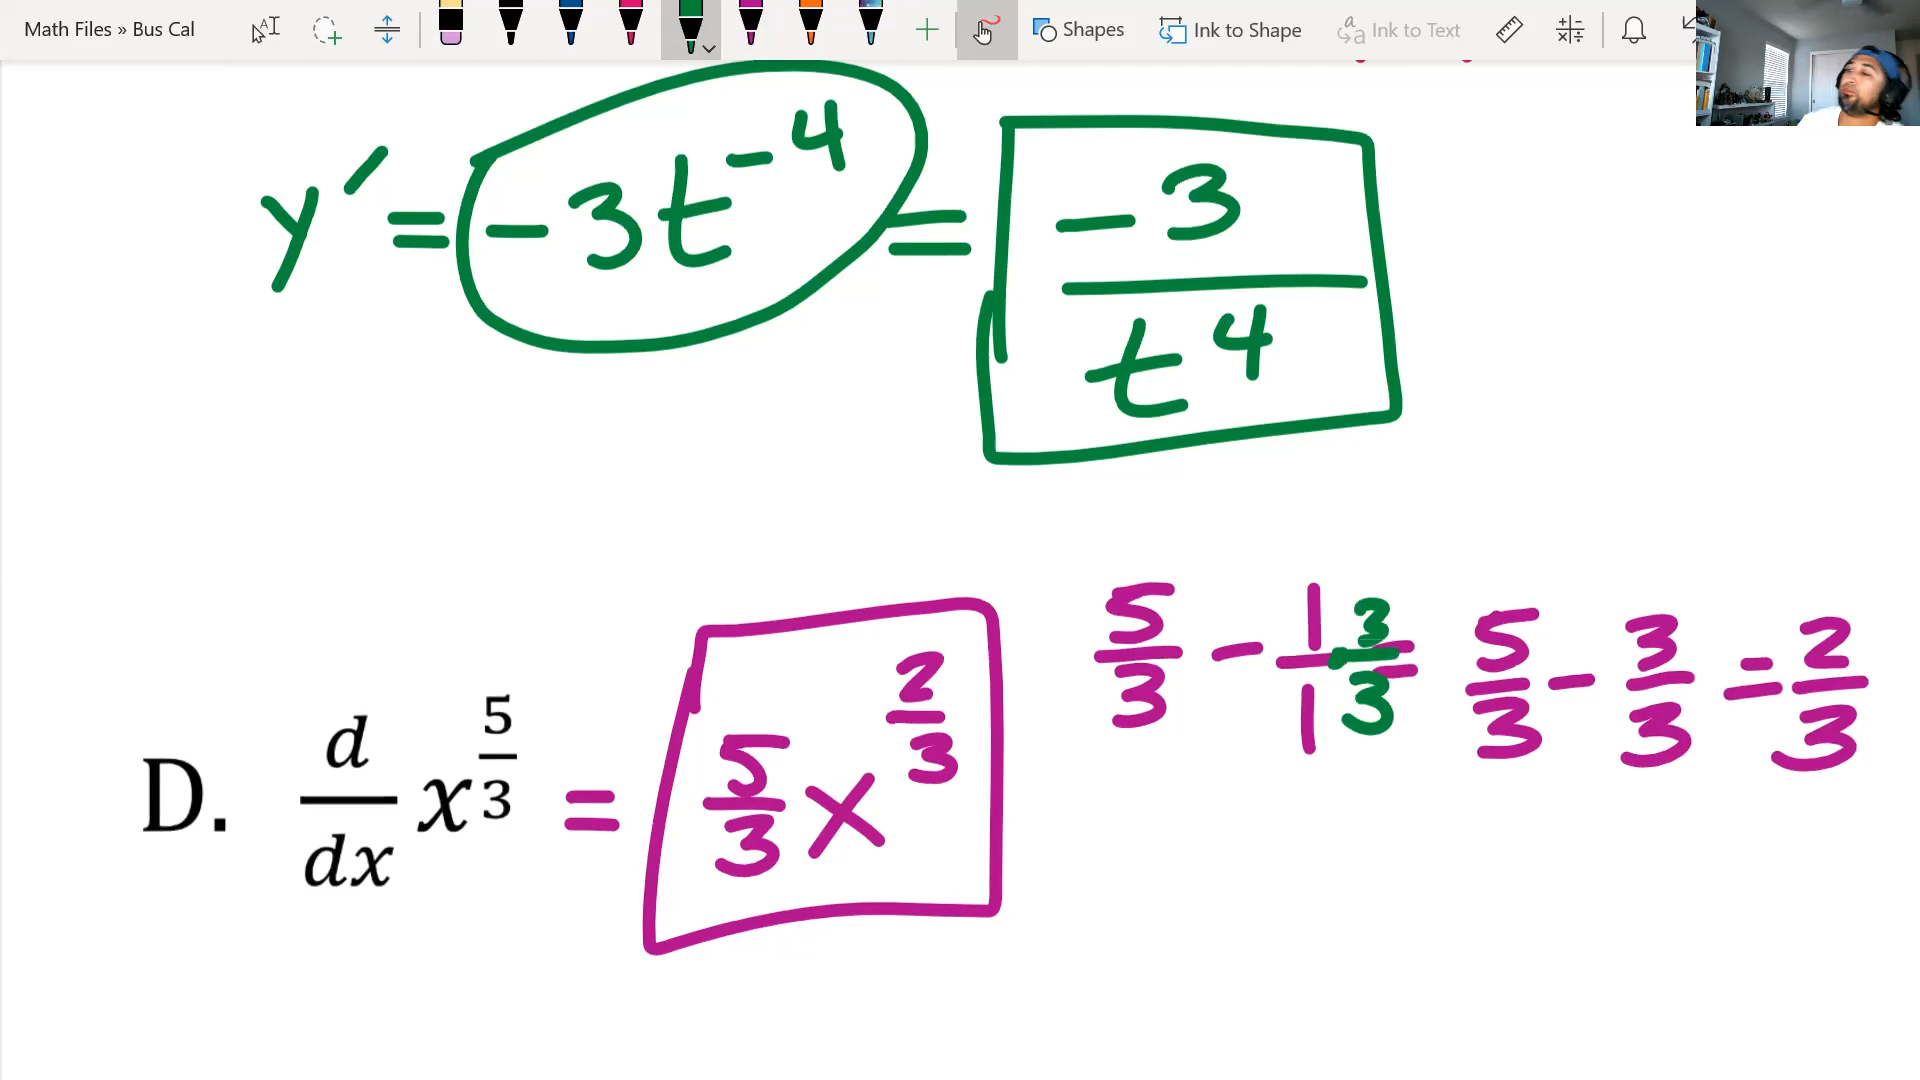 Math Files » Bus Cal Shapes Ink to Shape Ink to Text
y' = -3t^-4 = -3/t^4
D. d/dx x^5/3 = 5/3 x^2/3
5/3 - 1/1 3/3 = 5/3 - 3/3 = 2/3